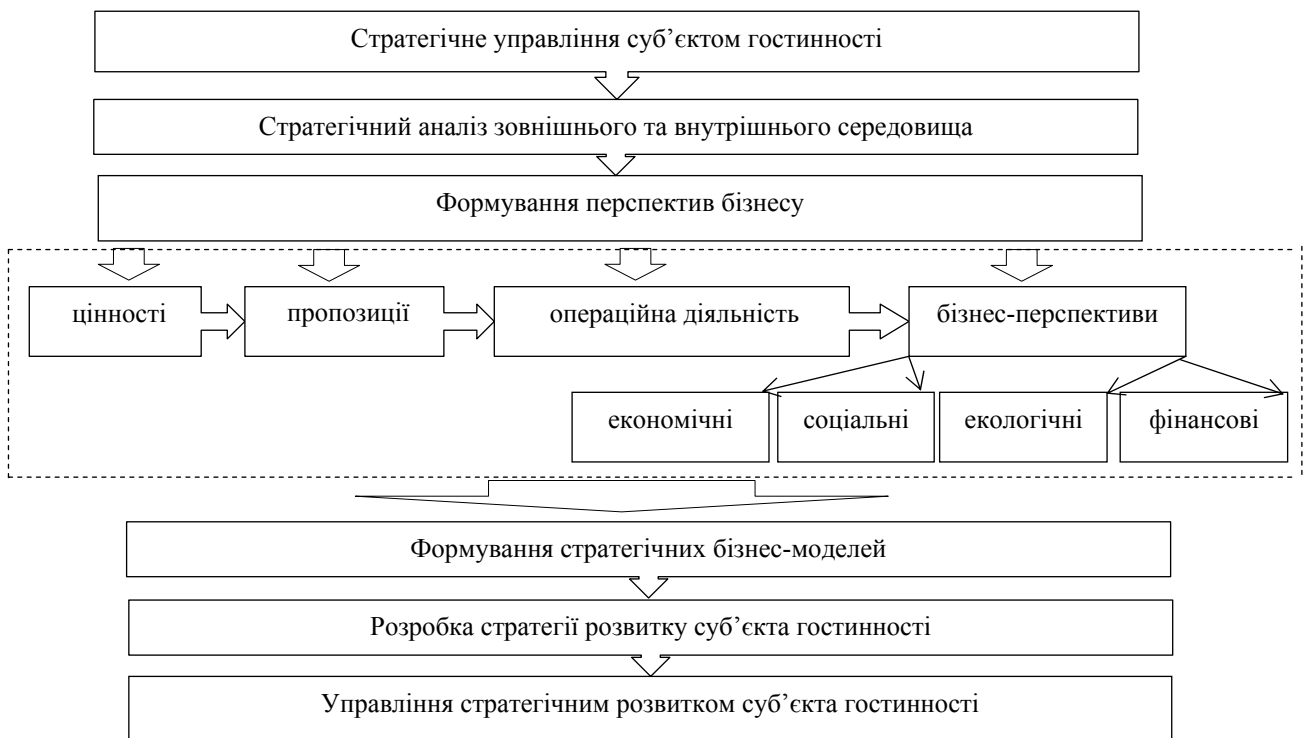 Стратегічне управління суб’єктом гостинності
Стратегічний аналіз зовнішнього та внутрішнього середовища
Формування перспектив бізнесу
цінності
пропозиції
операційна діяльність
бізнес-перспективи
економічні
соціальні
екологічні
фінансові
Формування стратегічних бізнес-моделей
Розробка стратегії розвитку суб’єкта гостинності
Управління стратегічним розвитком суб’єкта гостинності